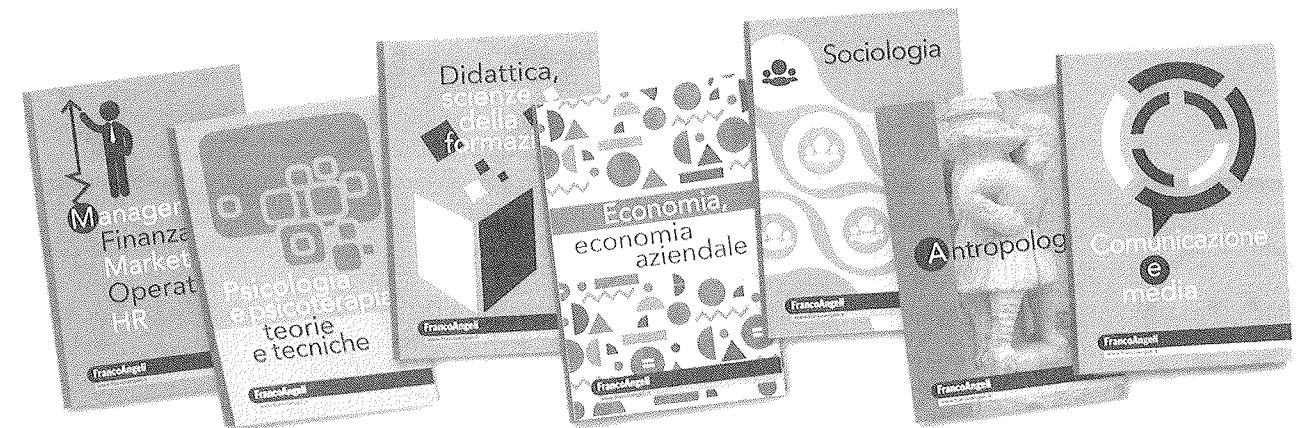 Manager
Finanza
Market
Operat
HR
FrancoAngeli
Psicologia
e psicoterapia
teorie
e tecniche
FrancoAngeli
Didattica,
scienze
della
formazi
FrancoAngeli
Economia,
economia
aziendale
FrancoAngeli
Sociologia
FrancoAngeli
Antropolog
FrancoAngeli
Comunicazione
e
media
FrancoAngeli